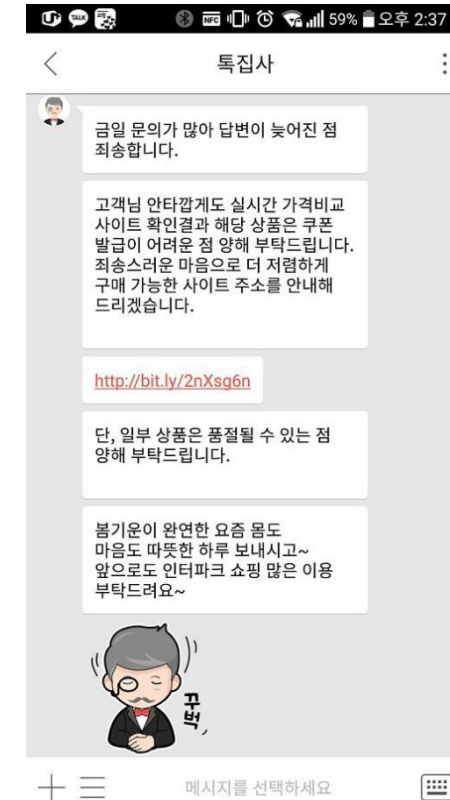 TALK
NFC
59%
오후 2:37
톡집사
금일 문의가 많아 답변이 늦어진 점
죄송합니다.
고객님 안타깝게도 실시간 가격비교
사이트 확인결과 해당 상품은 쿠폰
발급이 어려운 점 양해 부탁드립니다.
죄송스러운 마음으로 더 저렴하게
구매 가능한 사이트 주소를 안내해
드리겠습니다.
http://bit.ly/2nXsg6n
단, 일부 상품은 품절될 수 있는 점
양해 부탁드립니다.
봄기운이 완연한 요즘 몸도
마음도 따뜻한 하루 보내시고~
앞으로도 인터파크 쇼핑 많은 이용
부탁드려요~
꾸벅
메시지를 선택하세요